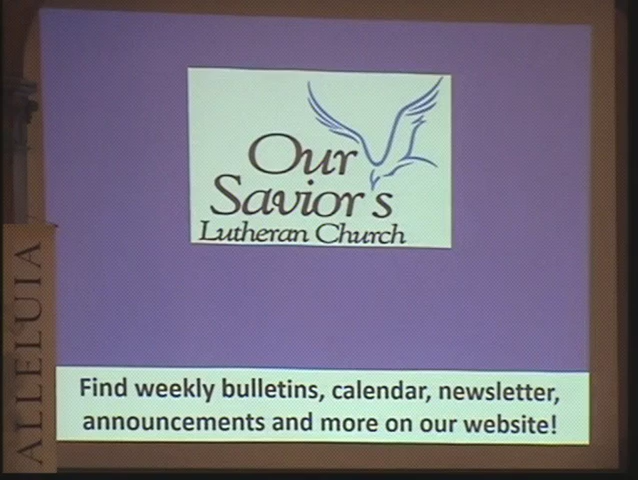 Our
Savior's
Lutheran Church
ALLELUIA
Find weekly bulletins, calendar, newsletter,
announcements and more on our website!